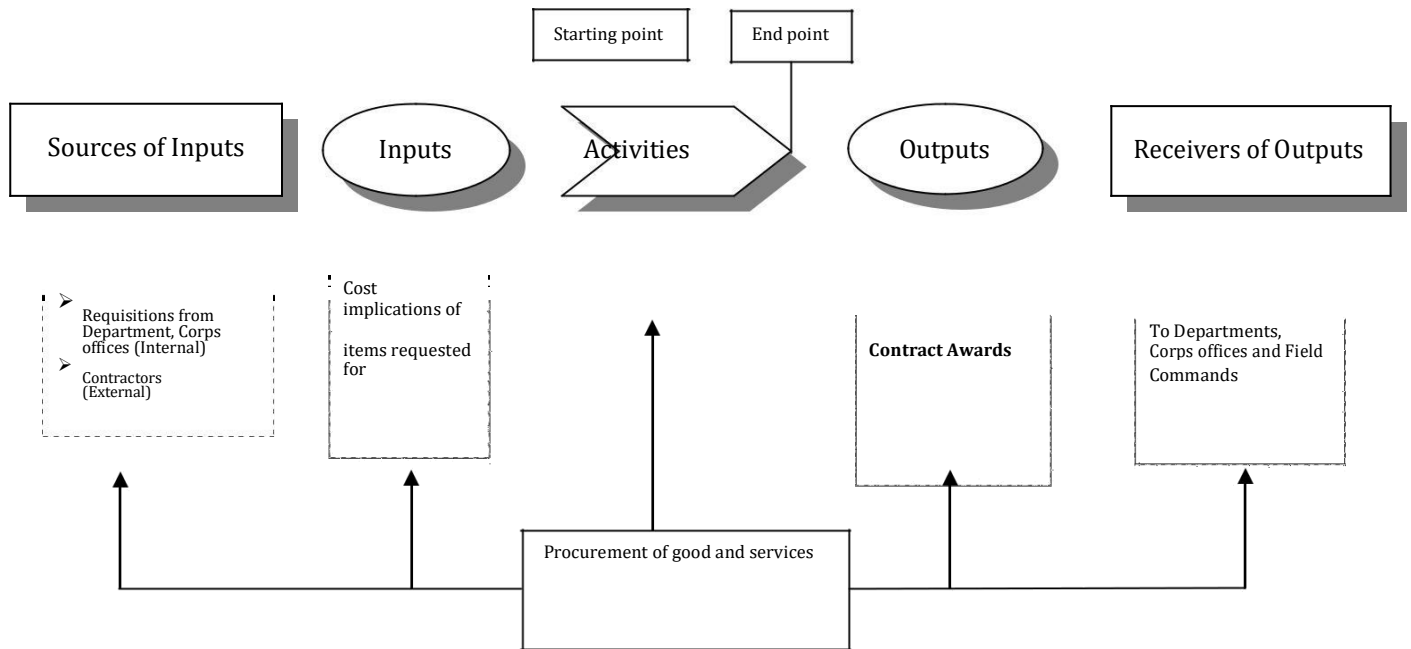 Starting point
End point
Sources of Inputs
Inputs
Activities
Outputs
Receivers of Outputs
➢
Requisitions from
Department, Corps
offices (Internal)
➢
Contractors
(External)
Cost
implications of
items requested
for
Contract Awards
To Departments,
Corps offices and Field
Commands
Procurement of good and services